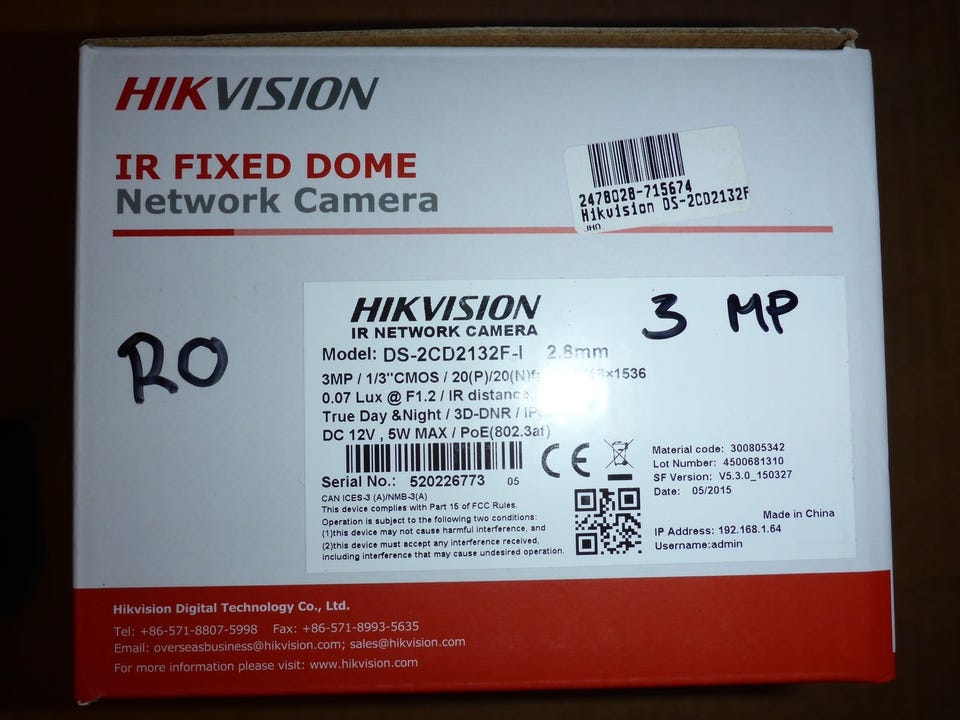 HIKVISION
IR FIXED DOME
Network Camera
2478028-715674
Hikvision DS-2CD2132F
RO
3 MP
HIKVISION
IR NETWORK CAMERA
Model: DS-2CD2132F-I 2.8mm
3MP / 1/3"CMOS / 20(P)/20(N)
0.07 Lux @ F1.2 / IR distance
True Day &Night / 3D-DNR /
DC 12V , 5W MAX / PoE(802.3af)
CE
Serial No.: 520226773 05
CAN ICES-3 (A)/NMB-3(A)
This device complies with Part 15 of FCC Rules.
Operation is subject to the following two conditions:
(1)this device may not cause harmful interference, and
(2)this device must accept any interference received,
including interference that may cause undesired operation.
Material code: 300805342
Lot Number: 4500681310
SF Version: V5.3.0_150327
Date: 05/2015
Made in China
IP Address: 192.168.1.64
Username:admin
Hikvision Digital Technology Co., Ltd.
Tel: +86-571-8807-5998 Fax: +86-571-8993-5635
Email: overseasbusiness@hikvision.com; sales@hikvision.com
For more information please visit: www.hikvision.com